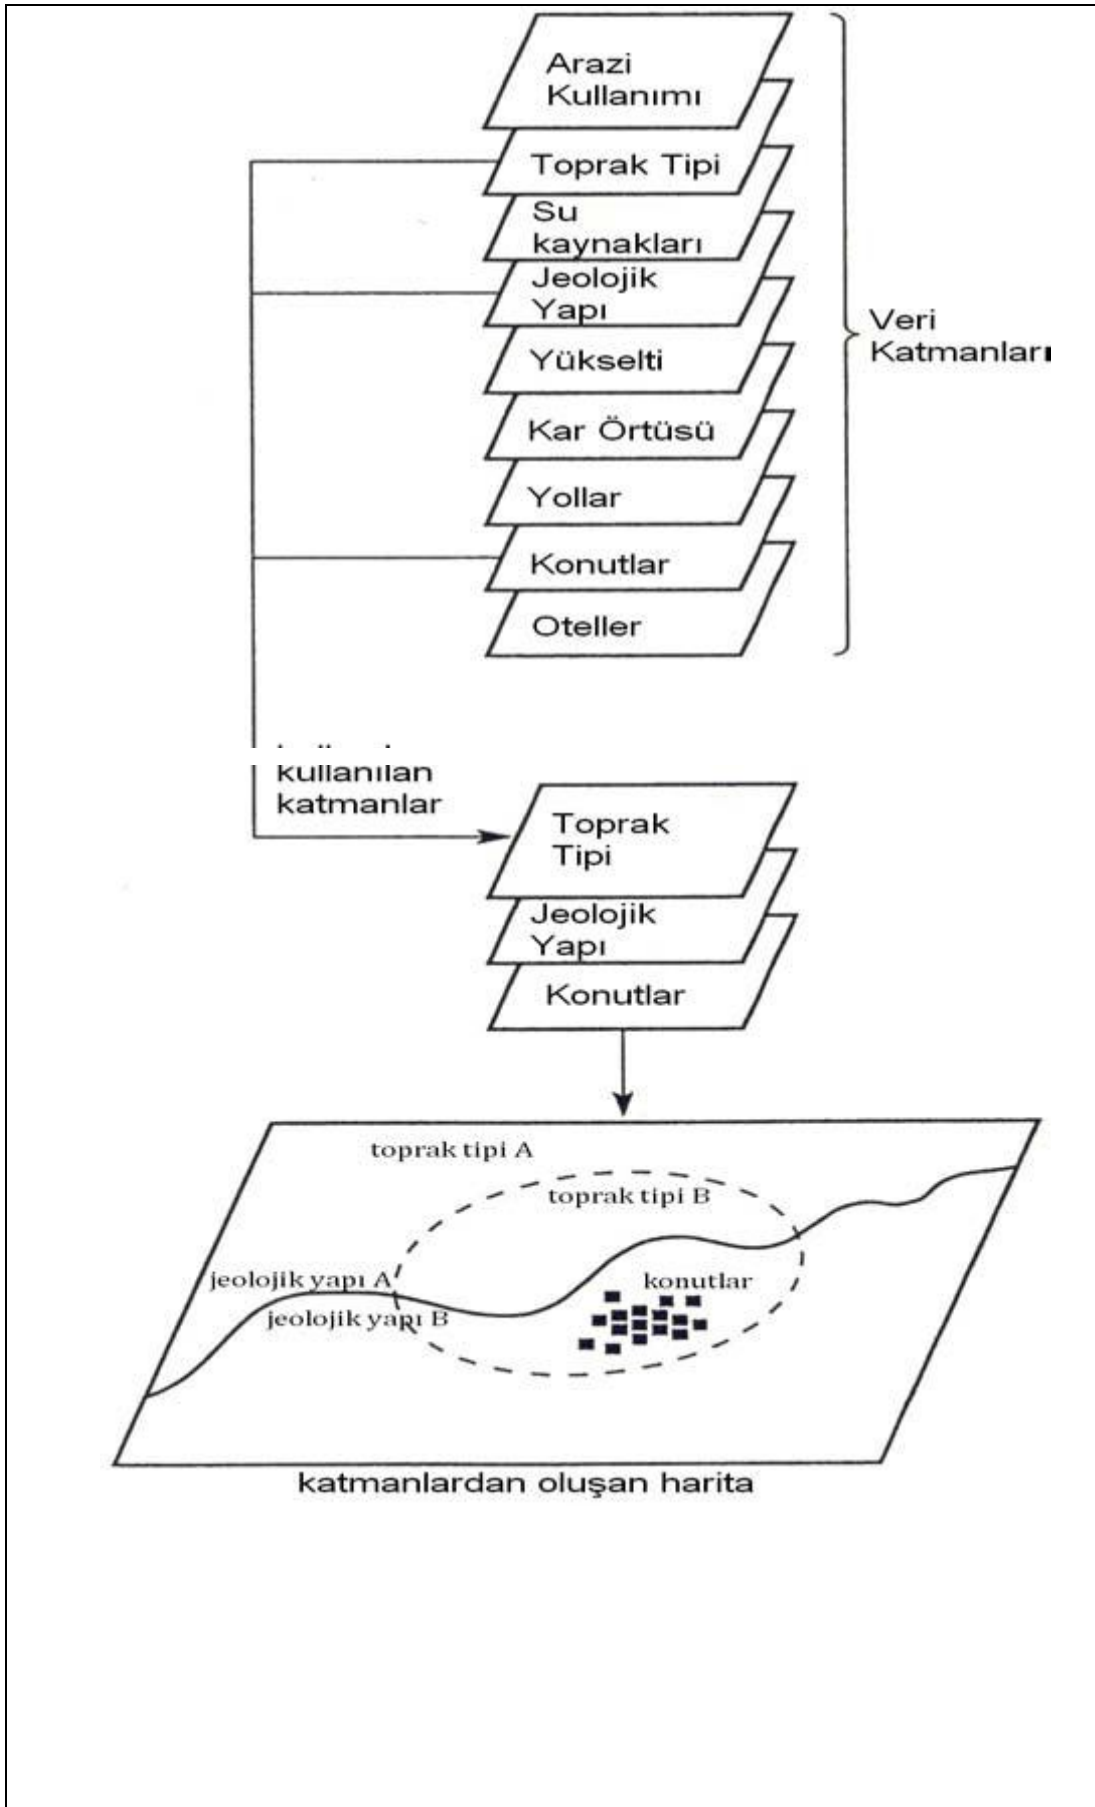 Arazi
Kullanımı
Toprak Tipi
Su
kaynakları
Jeolojik
Yapı
Yükselti
Kar Örtüsü
Yollar
Konutlar
Oteller
Veri
Katmanları
kullanılan
katmanlar
Toprak
Tipi
Jeolojik
Yapı
Konutlar
toprak tipi A
toprak tipi B
jeolojik yapı A
jeolojik yapı B
konutlar
katmanlardan oluşan harita